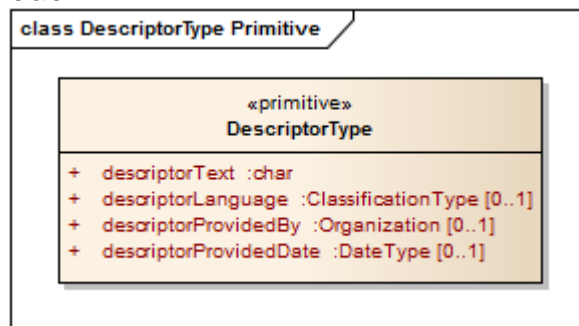 class DescriptorType Primitive
«primitive»
DescriptorType
+ descriptorText :char
+ descriptorLanguage :ClassificationType [0..1]
+ descriptorProvidedBy :Organization [0..1]
+ descriptorProvidedDate :DateType [0..1]